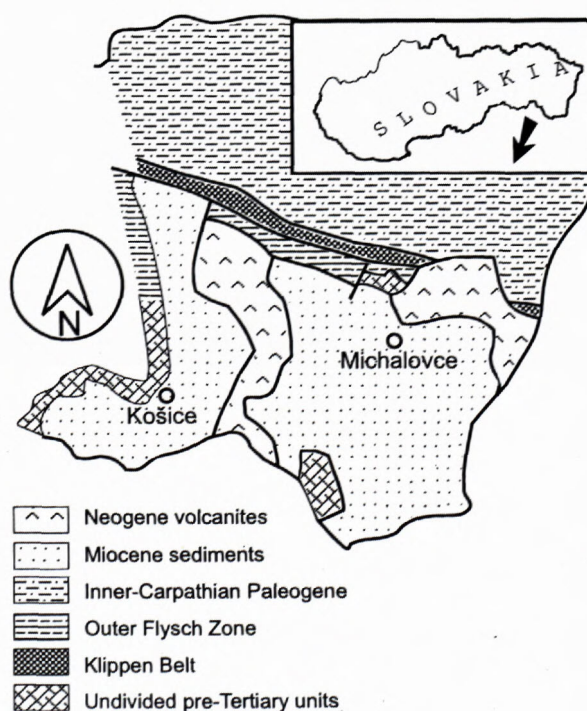 SLOVAKIA
N
Michalovce
Košice
Neogene volcanites
Miocene sediments
Inner-Carpathian Paleogene
Outer Flysch Zone
Klippen Belt
Undivided pre-Tertiary units